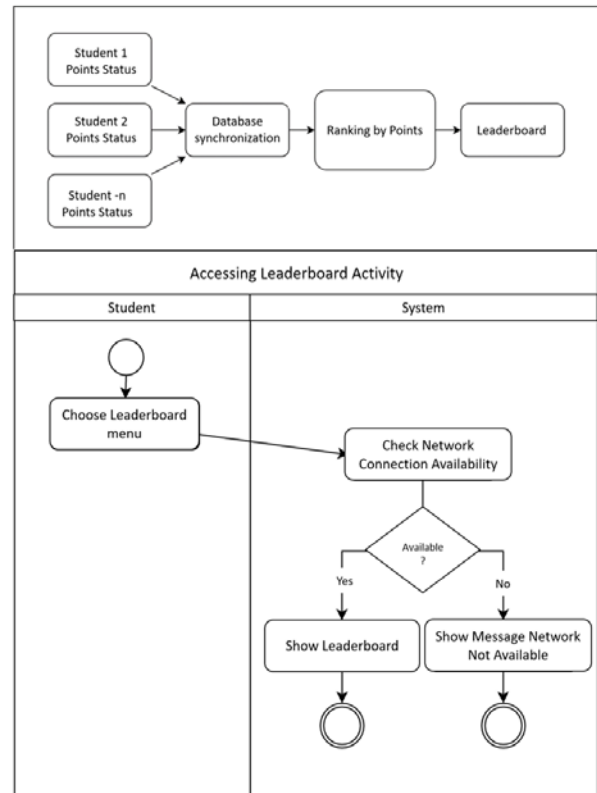 Student 1
Points Status
Student 2
Points Status
Student -n
Points Status
Database
synchronization
Ranking by Points
Leaderboard
Accessing Leaderboard Activity
Student
System
Choose Leaderboard
menu
Check Network
Connection Availability
Available
?
Yes
No
Show Leaderboard
Show Message Network
Not Available